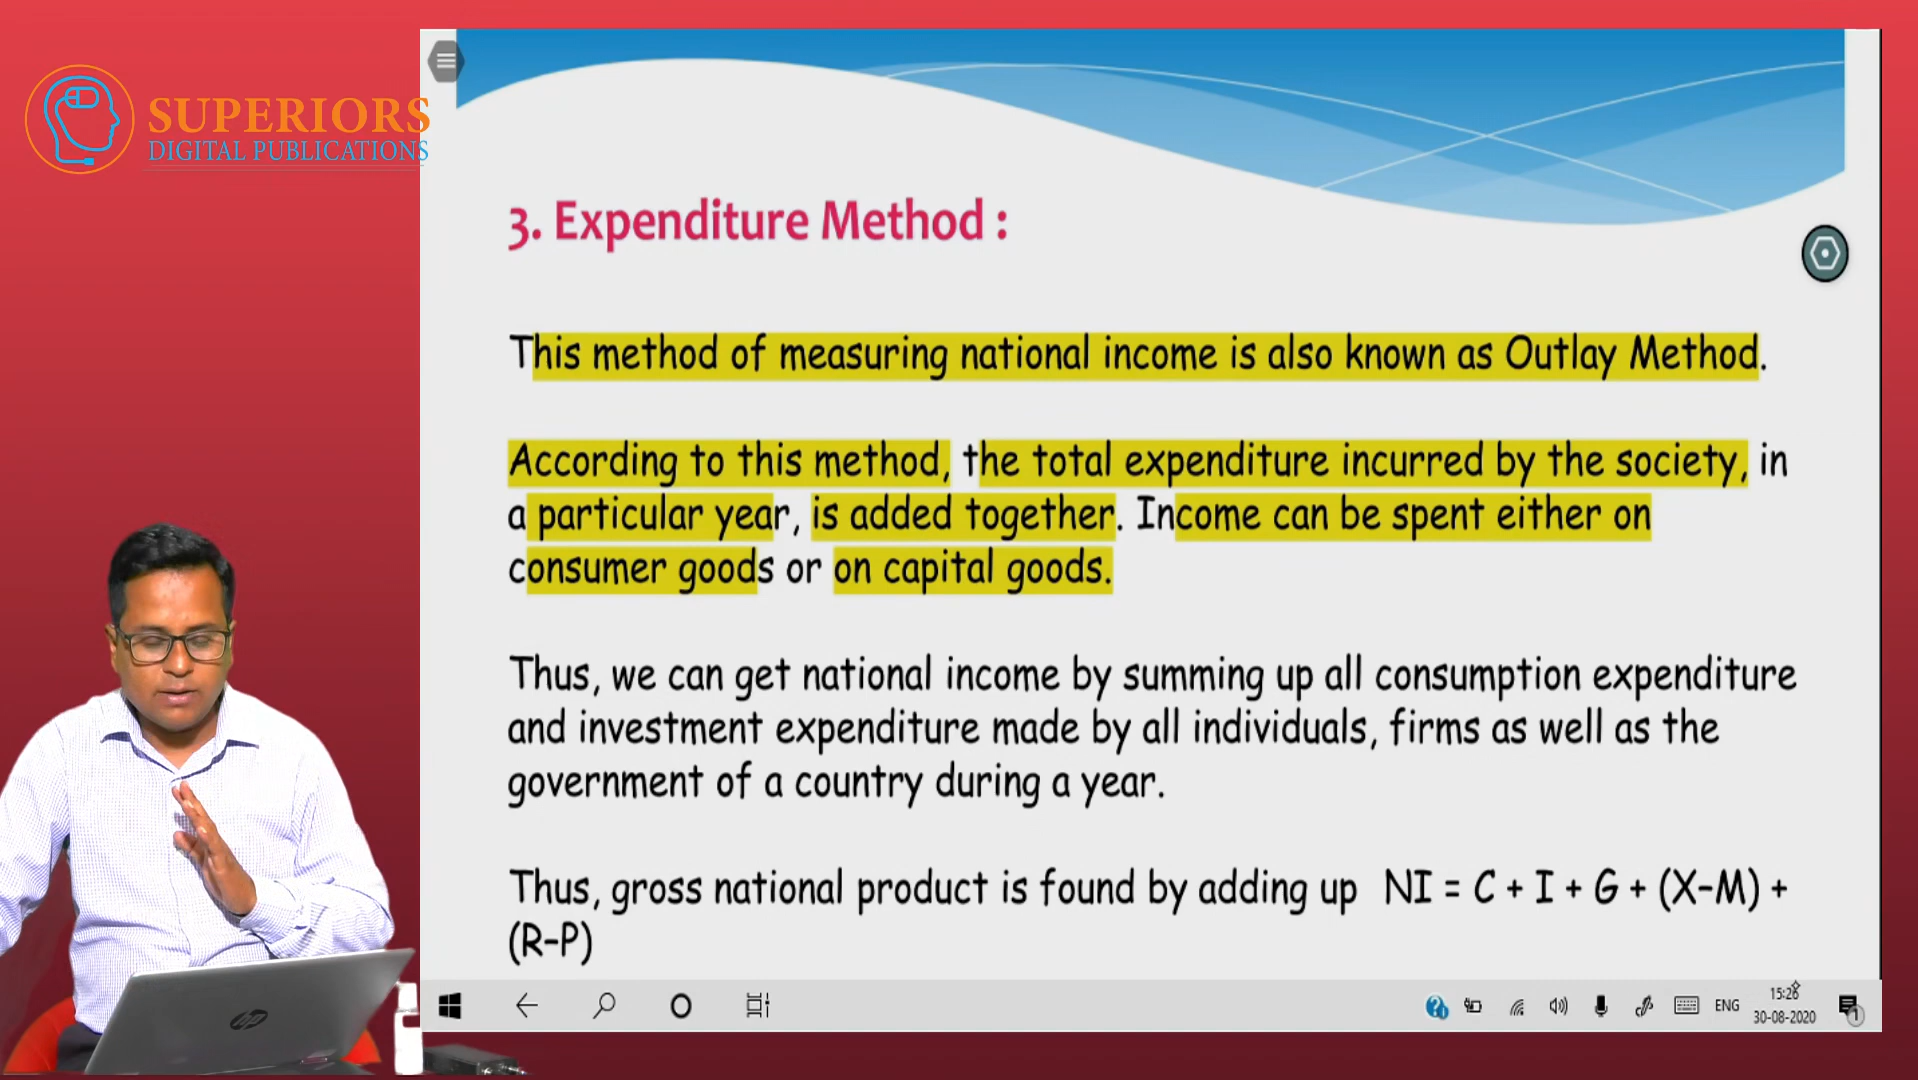 SUPERIORS
DIGITAL PUBLICATIONS
3. Expenditure Method :
This method of measuring national income is also known as Outlay Method.
According to this method, the total expenditure incurred by the society, in
a particular year, is added together. Income can be spent either on
consumer goods or on capital goods.
Thus, we can get national income by summing up all consumption expenditure
and investment expenditure made by all individuals, firms as well as the
government of a country during a year.
Thus, gross national product is found by adding up NI = C + I + G + (X-M) +
(R-P)
hp
ENG
15:26
30-08-2020
1